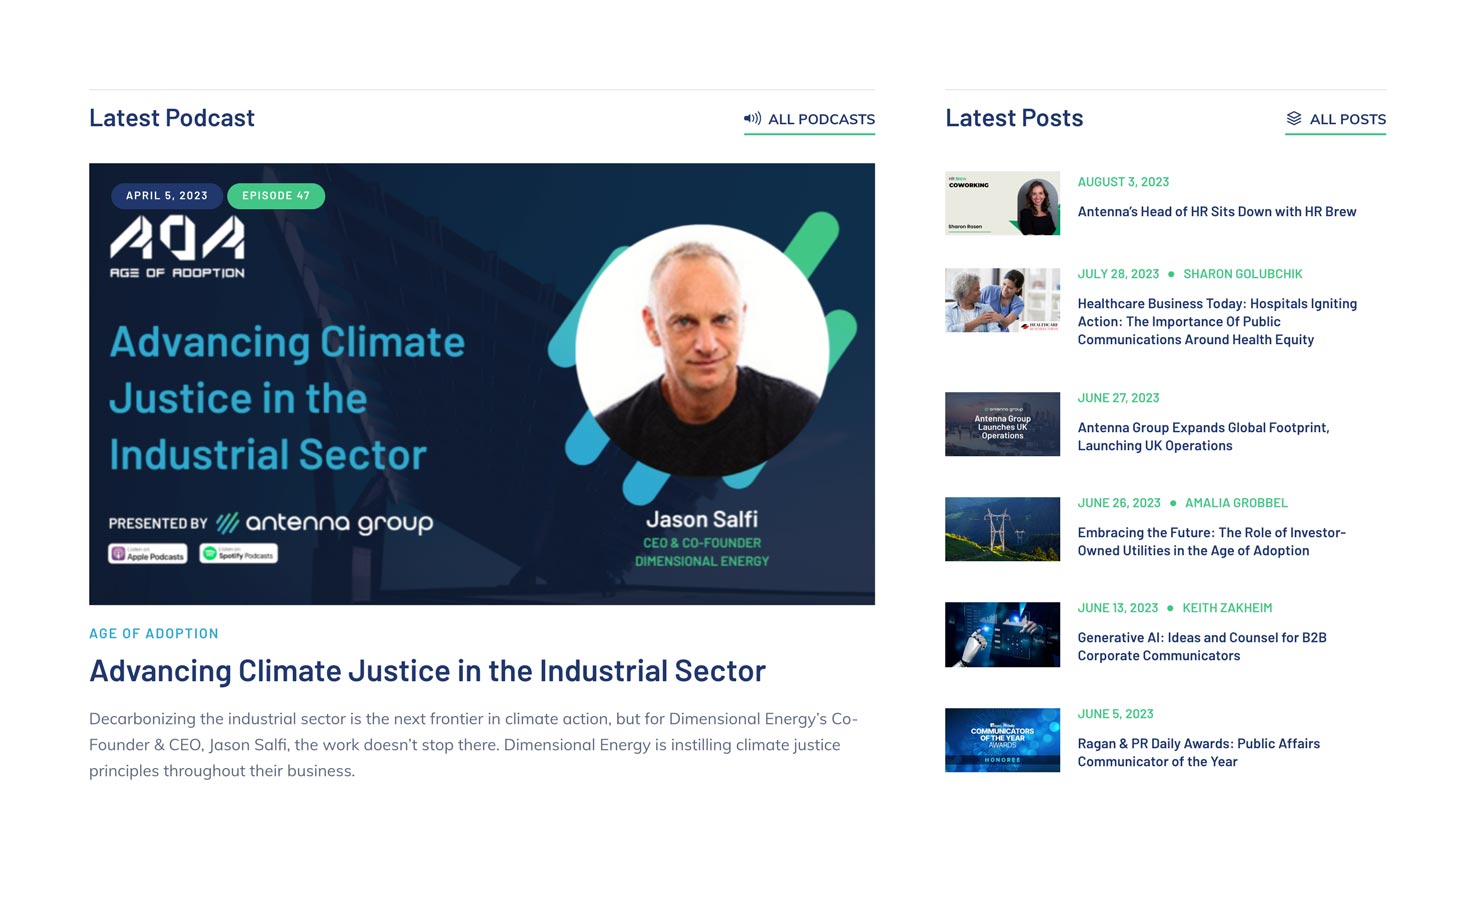 Latest Podcast
ALL PODCASTS
APRIL 5, 2023
EPISODE 47
AOA
AGE OF ADOPTION
Advancing Climate
Justice in the
Industrial Sector
PRESENTED BY antenna group
Listen on
Apple Podcasts
Listen on
Spotify Podcasts
Jason Salfi
CEO & CO-FOUNDER
DIMENSIONAL ENERGY
AGE OF ADOPTION
Advancing Climate Justice in the Industrial Sector
Decarbonizing the industrial sector is the next frontier in climate action, but for Dimensional Energy’s Co-
Founder & CEO, Jason Salfi, the work doesn’t stop there. Dimensional Energy is instilling climate justice
principles throughout their business.
Latest Posts
ALL POSTS
HR Brew
COWORKING
Sharon Rosen
AUGUST 3, 2023
Antenna’s Head of HR Sits Down with HR Brew
HEALTHCARE
JULY 28, 2023 • SHARON GOLUBCHIK
Healthcare Business Today: Hospitals Igniting
Action: The Importance Of Public
Communications Around Health Equity
antenna group
Antenna Group
Launches UK
Operations
JUNE 27, 2023
Antenna Group Expands Global Footprint,
Launching UK Operations
JUNE 26, 2023 • AMALIA GROBBEL
Embracing the Future: The Role of Investor-
Owned Utilities in the Age of Adoption
JUNE 13, 2023 • KEITH ZAKHEIM
Generative AI: Ideas and Counsel for B2B
Corporate Communicators
COMMUNICATORS
OF THE YEAR
AWARDS
HONOREE
JUNE 5, 2023
Ragan & PR Daily Awards: Public Affairs
Communicator of the Year